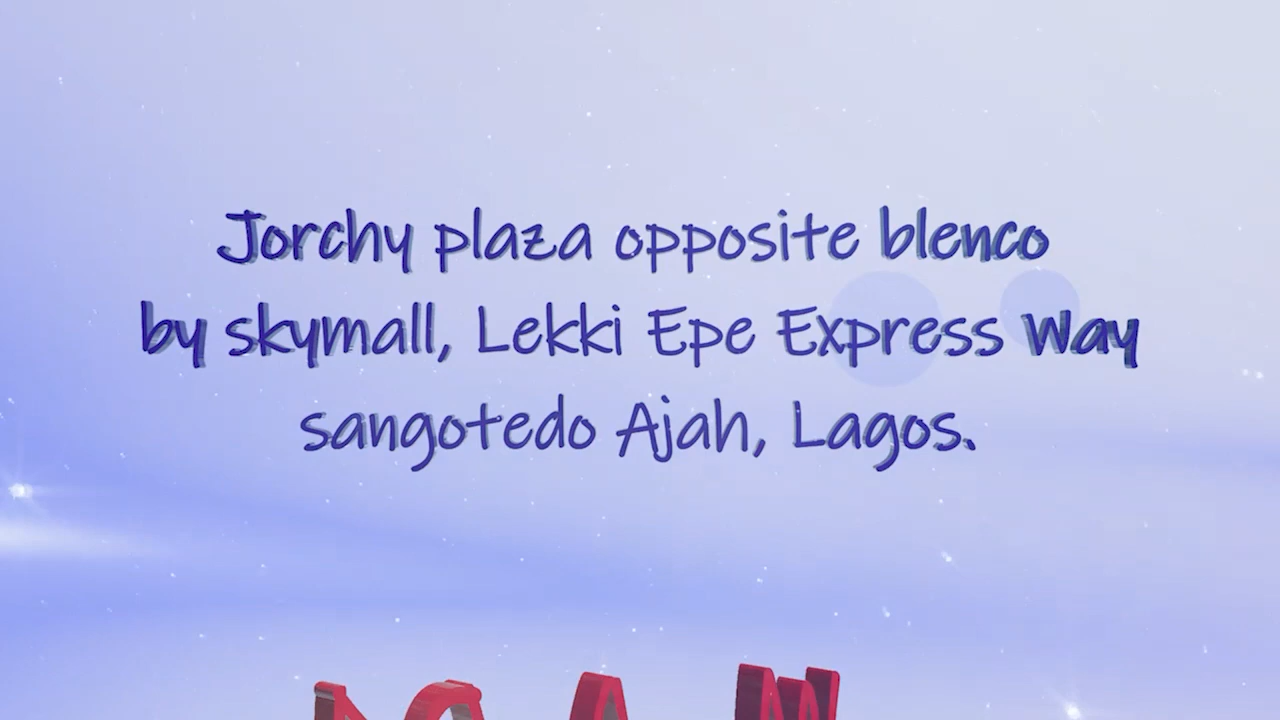 Jorchy plaza opposite blenco
by skymall, Lekki Epe Express Way
sangotedo Ajah, Lagos.